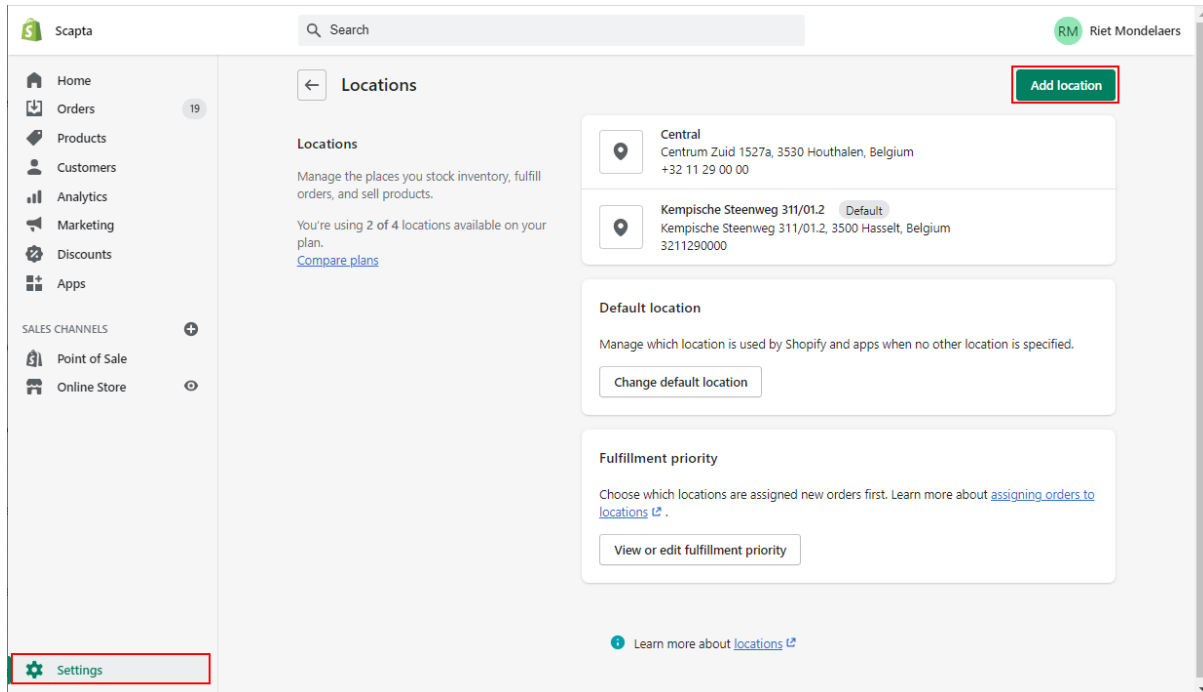 Scapta
Search
RM Riet Mondelaers
Home
Orders 19
Products
Customers
Analytics
Marketing
Discounts
Apps
SALES CHANNELS
Point of Sale
Online Store
Settings
Locations
Add location
Locations
Manage the places you stock inventory, fulfill
orders, and sell products.
You're using 2 of 4 locations available on your
plan.
Compare plans
Central
Centrum Zuid 1527a, 3530 Houthalen, Belgium
+32 11 29 00 00
Kempische Steenweg 311/01.2 Default
Kempische Steenweg 311/01.2, 3500 Hasselt, Belgium
3211290000
Default location
Manage which location is used by Shopify and apps when no other location is specified.
Change default location
Fulfillment priority
Choose which locations are assigned new orders first. Learn more about assigning orders to
locations .
View or edit fulfillment priority
Learn more about locations